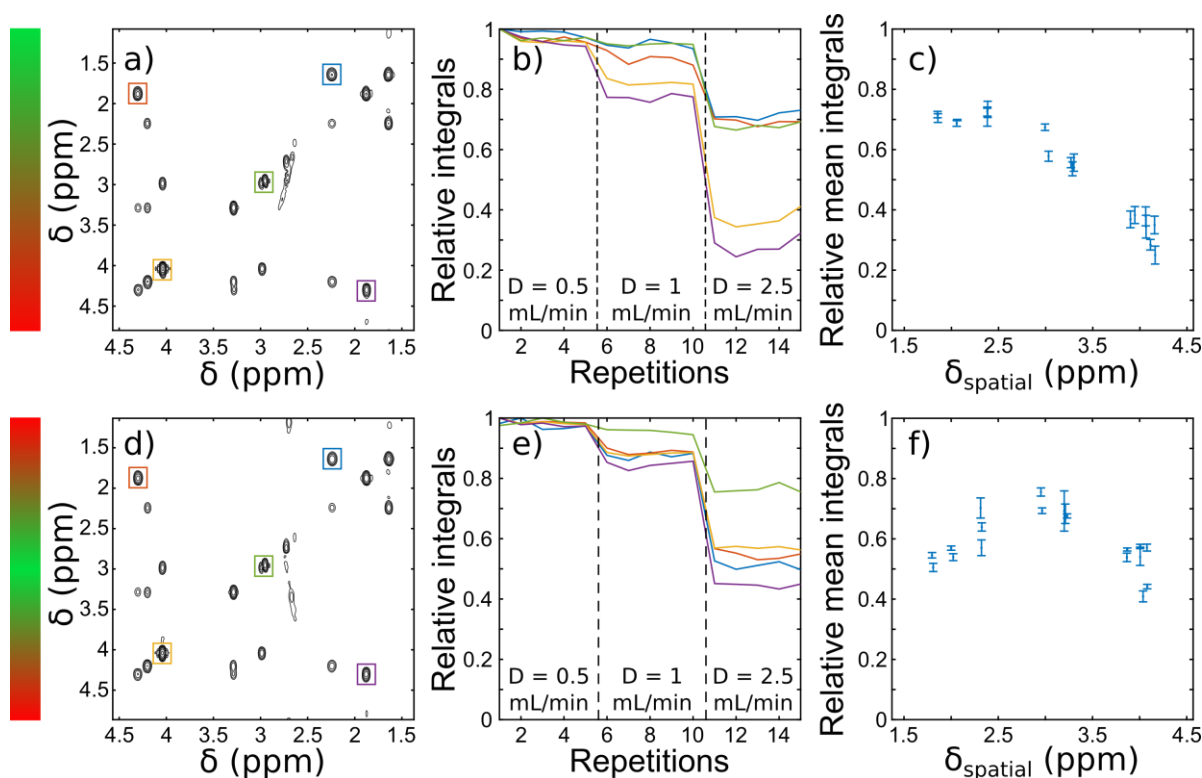 a)
δ (ppm)
1.5
2
2.5
3
3.5
4
4.5
4.5 4 3.5 3 2.5 2 1.5
δ (ppm)
b)
Relative integrals
1
0.8
0.6
0.4
0.2
0
D = 0.5 D = 1 D = 2.5
mL/min mL/min mL/min
2 4 6 8 10 12 14
Repetitions
c)
Relative mean integrals
1
0.8
0.6
0.4
0.2
0
1.5 2.5 3.5 4.5
δspatial (ppm)
d)
δ (ppm)
1.5
2
2.5
3
3.5
4
4.5
4.5 4 3.5 3 2.5 2 1.5
δ (ppm)
e)
Relative integrals
1
0.8
0.6
0.4
0.2
0
D = 0.5 D = 1 D = 2.5
mL/min mL/min mL/min
2 4 6 8 10 12 14
Repetitions
f)
Relative mean integrals
1
0.8
0.6
0.4
0.2
0
1.5 2.5 3.5 4.5
δspatial (ppm)